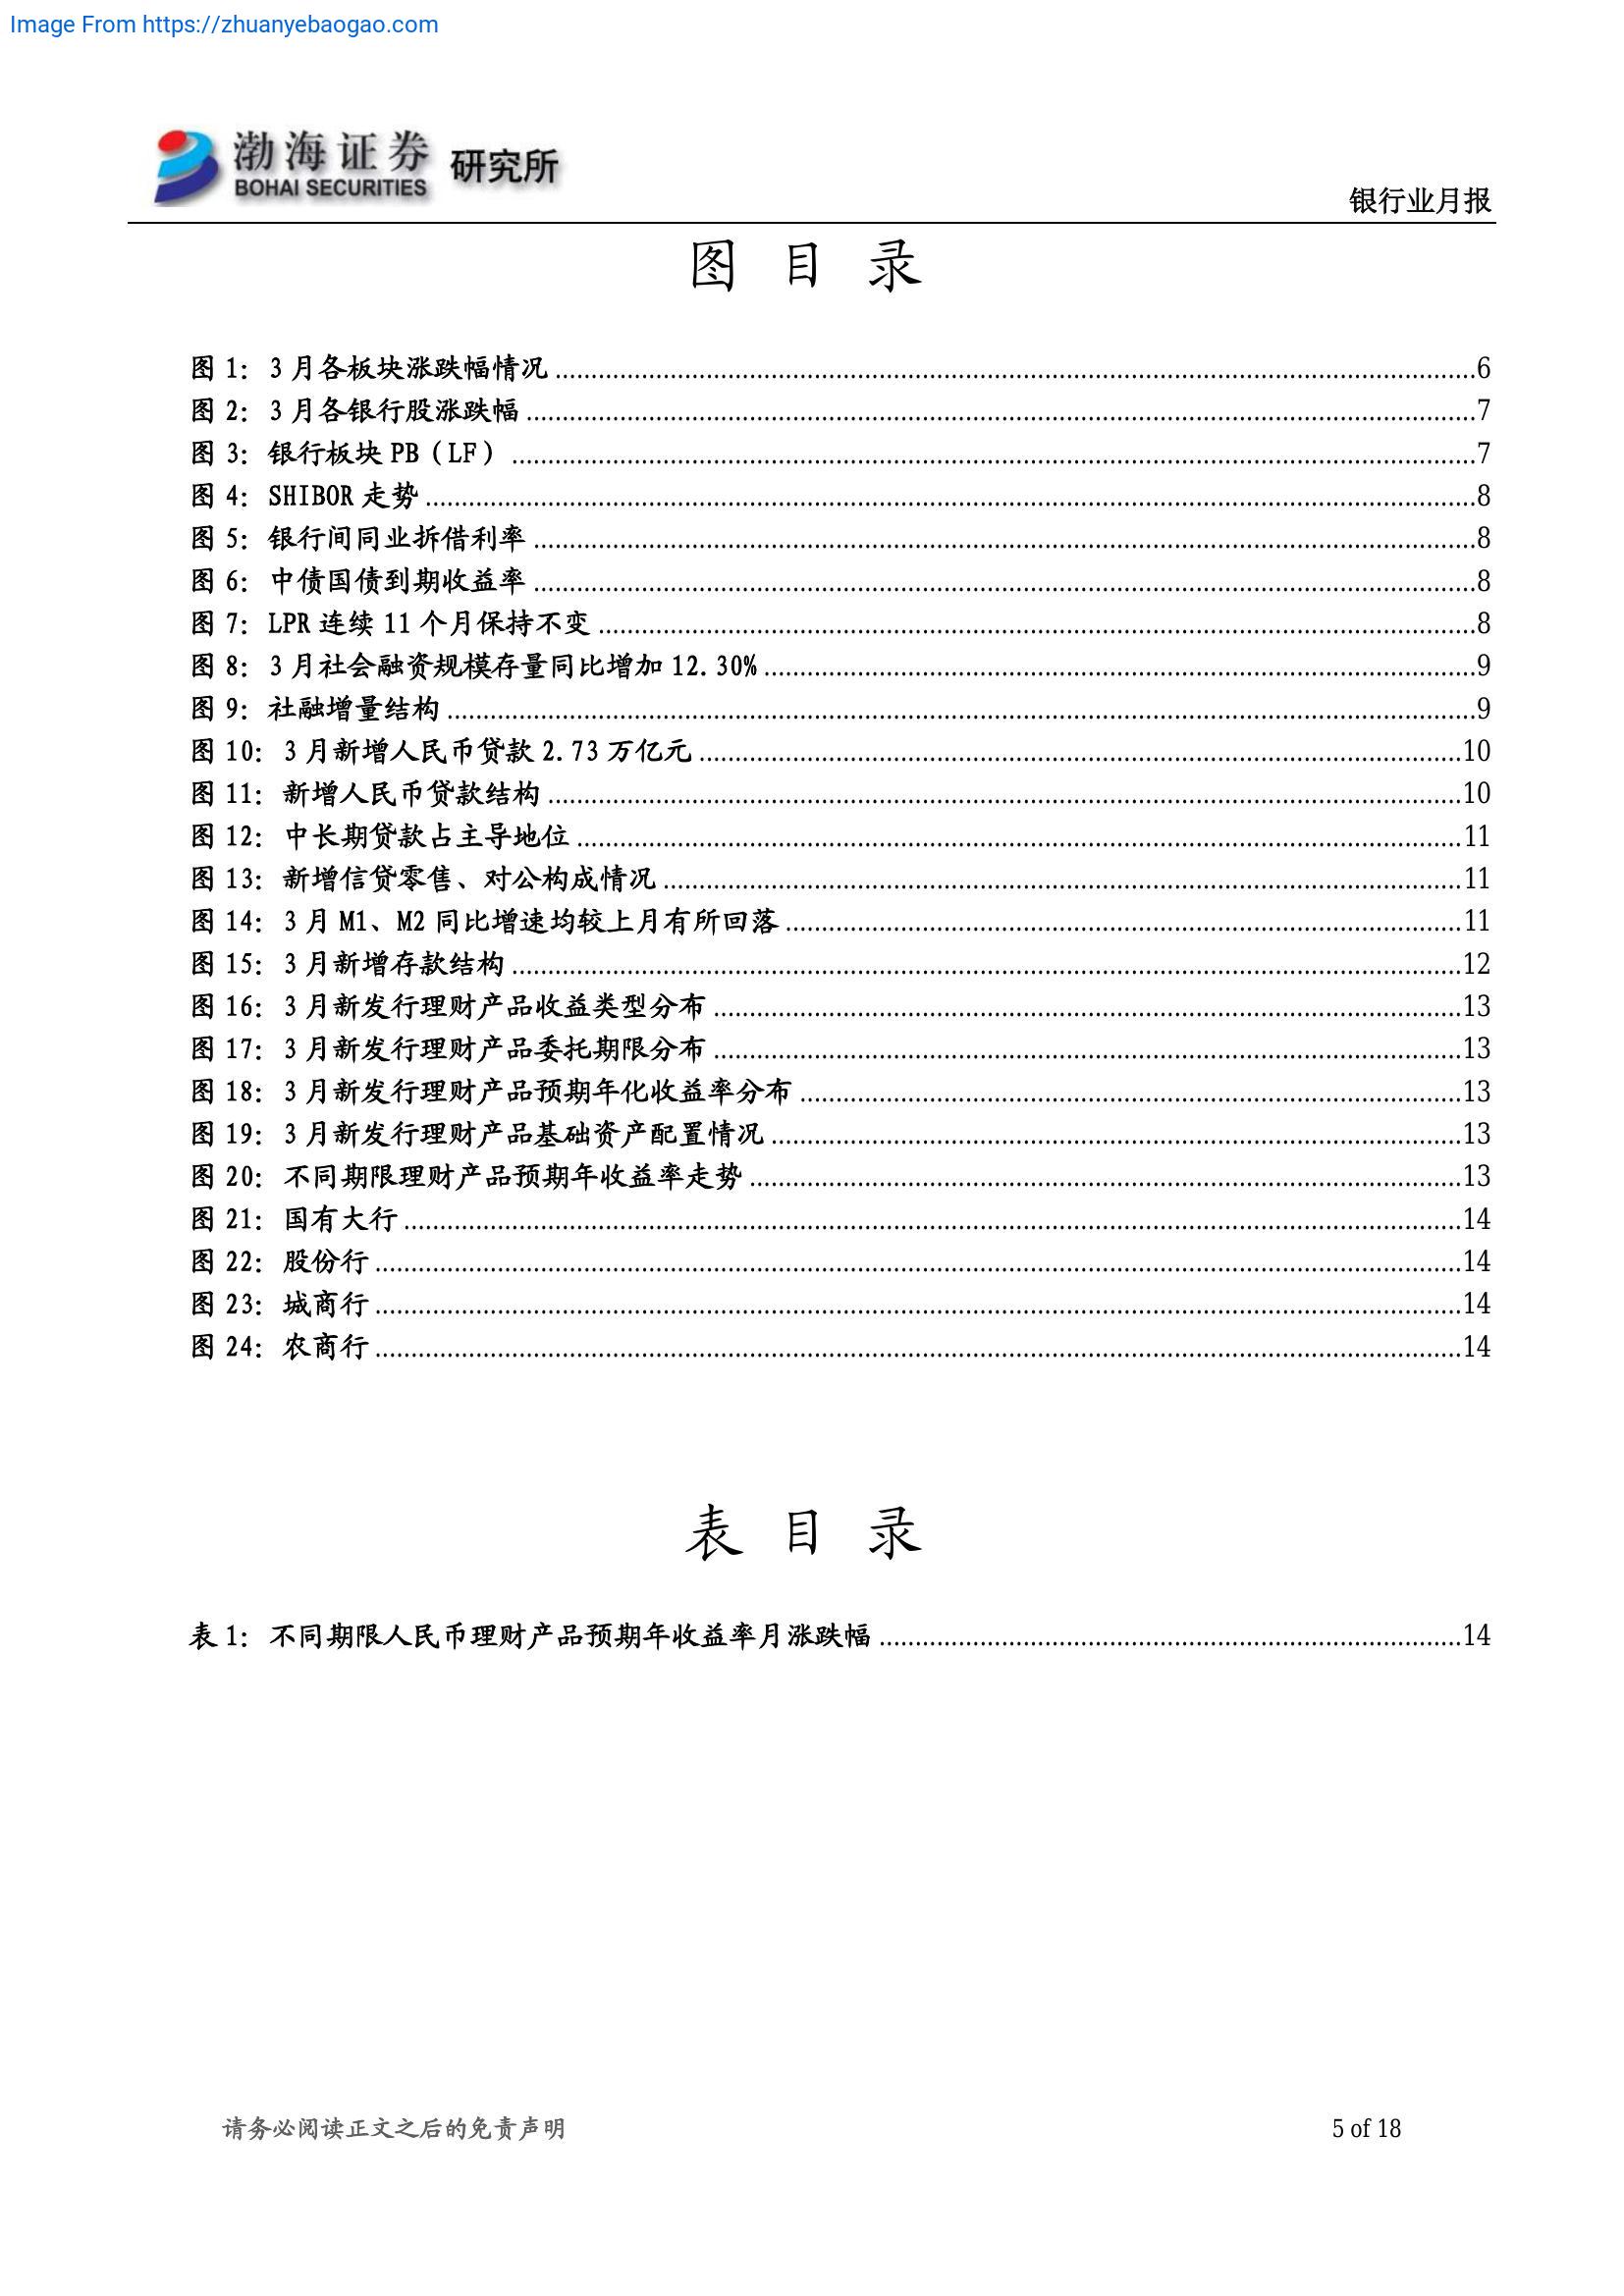 Image From https://zhuanyebaogao.com
渤海证券 研究所
BOHAI SECURITIES
银行业月报
图 目 录
图 1：3 月各板块涨跌幅情况 6
图 2：3 月各银行股涨跌幅 7
图 3：银行板块 PB（LF） 7
图 4：SHIBOR 走势 8
图 5：银行间同业拆借利率 8
图 6：中债国债到期收益率 8
图 7：LPR 连续 11 个月保持不变 8
图 8：3 月社会融资规模存量同比增加 12.30% 9
图 9：社融增量结构 9
图 10：3 月新增人民币贷款 2.73 万亿元 10
图 11：新增人民币贷款结构 10
图 12：中长期贷款占主导地位 11
图 13：新增信贷零售、对公构成情况 11
图 14：3 月 M1、M2 同比增速均较上月有所回落 11
图 15：3 月新增存款结构 12
图 16：3 月新发行理财产品收益类型分布 13
图 17：3 月新发行理财产品委托期限分布 13
图 18：3 月新发行理财产品预期年化收益率分布 13
图 19：3 月新发行理财产品基础资产配置情况 13
图 20：不同期限理财产品预期年收益率走势 13
图 21：国有大行 14
图 22：股份行 14
图 23：城商行 14
图 24：农商行 14
表 目 录
表 1：不同期限人民币理财产品预期年收益率月涨跌幅 14
请务必阅读正文之后的免责声明
5 of 18